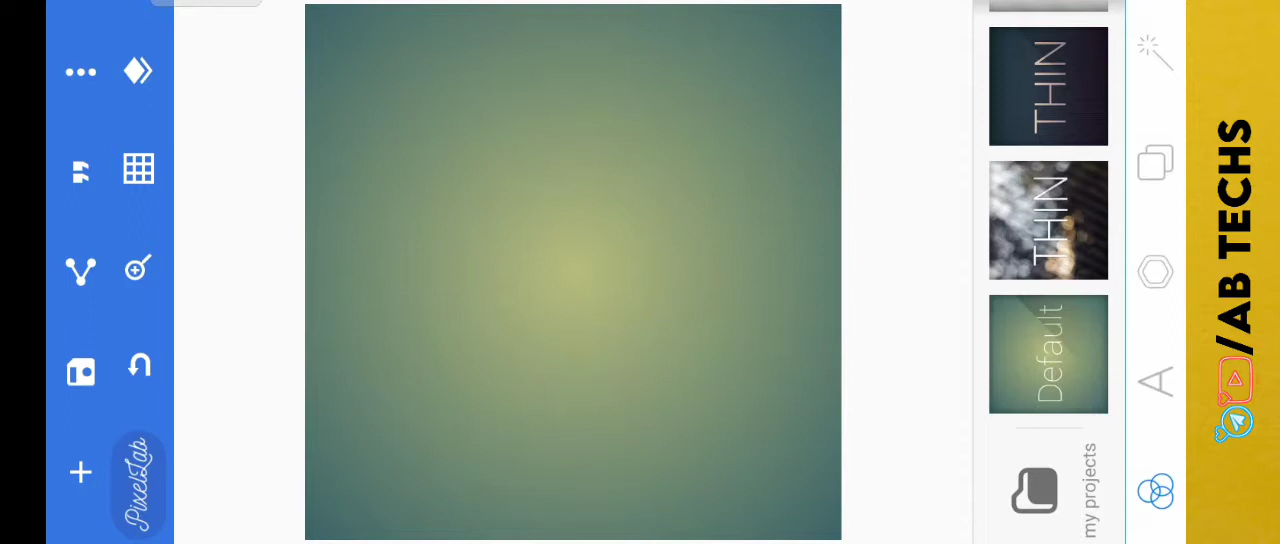 PixelLab
my projects
Default
THIN
THIN
/AB TECHS